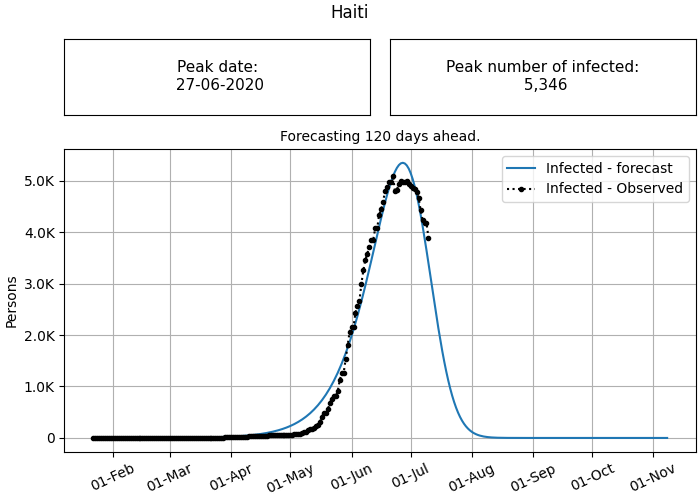 Haiti
Peak date:
27-06-2020
Peak number of infected:
5,346
Forecasting 120 days ahead.
Infected - forecast
Infected - Observed
Persons
5.0K
4.0K
3.0K
2.0K
1.0K
0
01-Feb
01-Mar
01-Apr
01-May
01-Jun
01-Jul
01-Aug
01-Sep
01-Oct
01-Nov